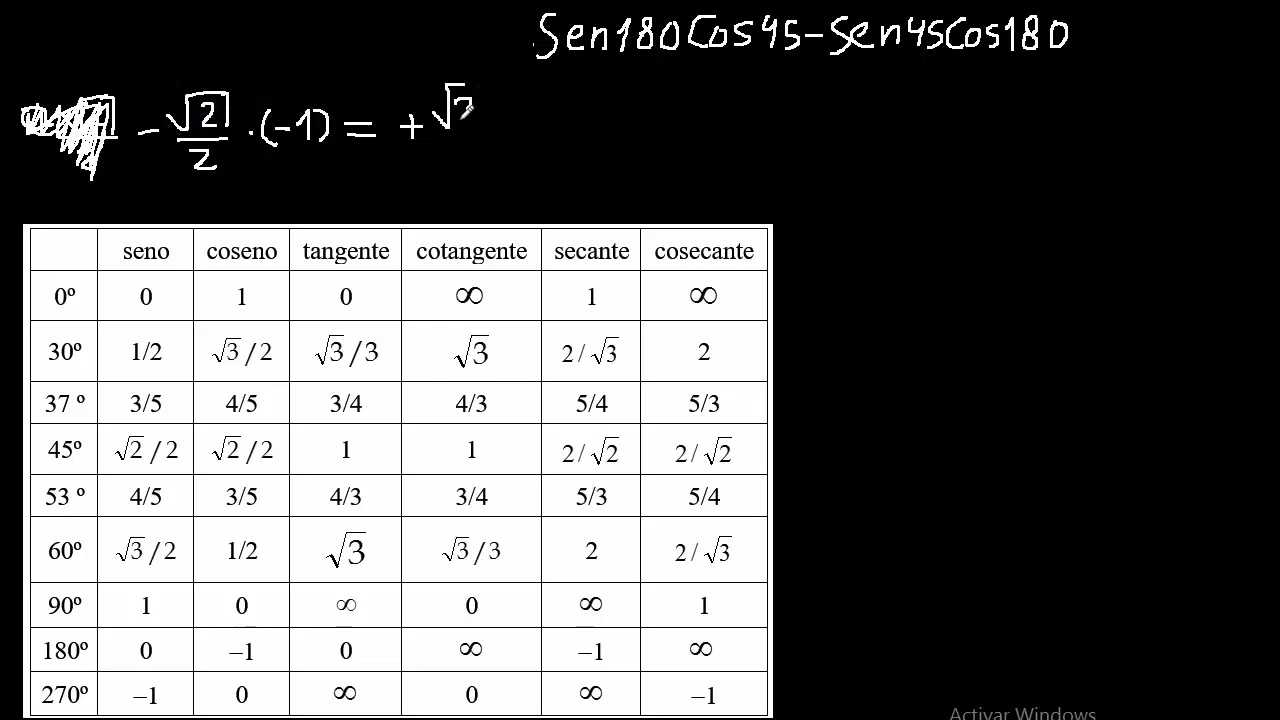 Sen180Cos45-Sen45Cos180
- √2/2 · (-1) = + √2
seno coseno tangente cotangente secante cosecante
0º 0 1 0 ∞ 1 ∞
30º 1/2 √3/2 √3/3 √3 2/√3 2
37 º 3/5 4/5 3/4 4/3 5/4 5/3
45º √2/2 √2/2 1 1 2/√2 2/√2
53 º 4/5 3/5 4/3 3/4 5/3 5/4
60º √3/2 1/2 √3 √3/3 2 2/√3
90º 1 0 ∞ 0 ∞ 1
180º 0 –1 0 ∞ –1 ∞
270º –1 0 ∞ 0 ∞ –1
Activar Windows